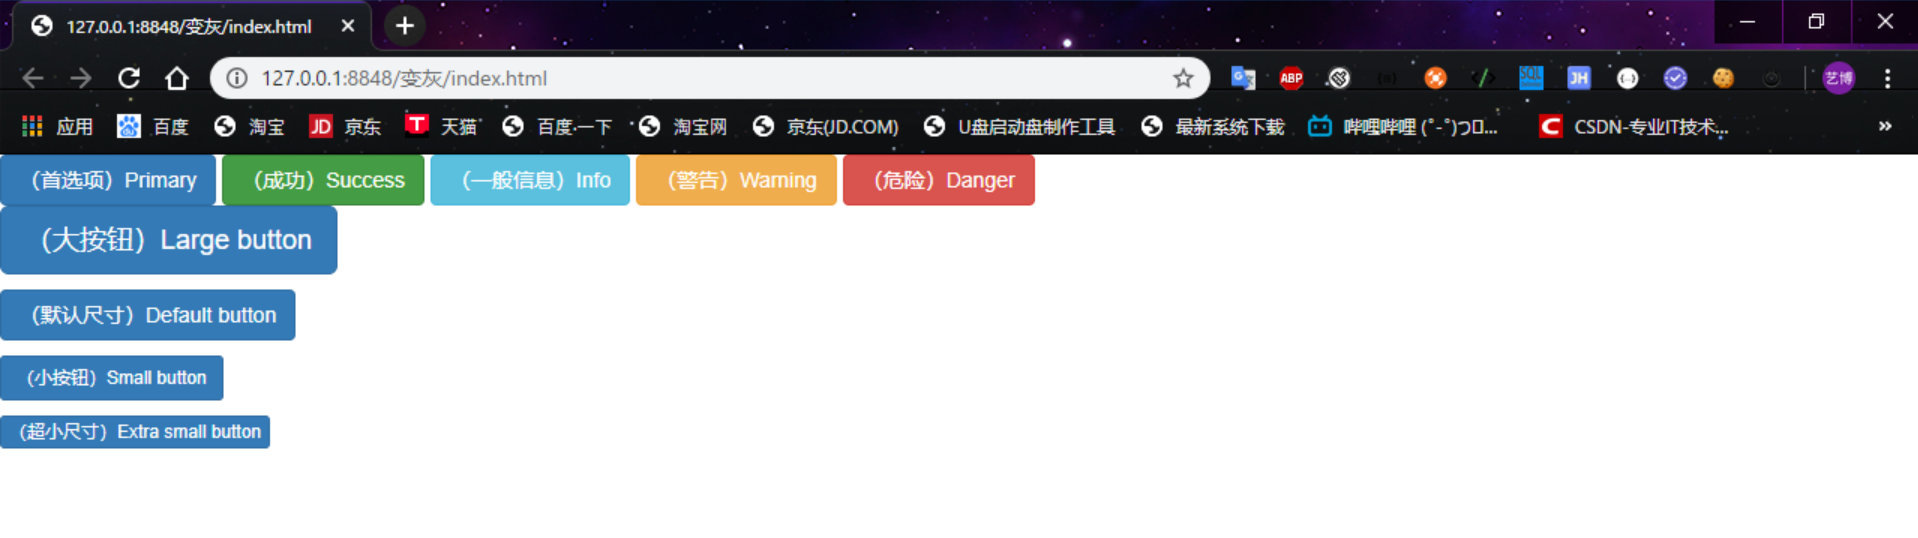 127.0.0.1:8848/变灰/index.html
127.0.0.1:8848/变灰/index.html ABP SQL JH 艺博
应用 百度 淘宝 JD 京东 T 天猫 百度一下 淘宝网 京东(JD.COM) U盘启动盘制作工具 最新系统下载 哔哩哔哩 (゜-゜)つ... C CSDN-专业IT技术... »
（首选项）Primary （成功）Success （一般信息）Info （警告）Warning （危险）Danger
（大按钮）Large button
（默认尺寸）Default button
（小按钮）Small button
（超小尺寸）Extra small button